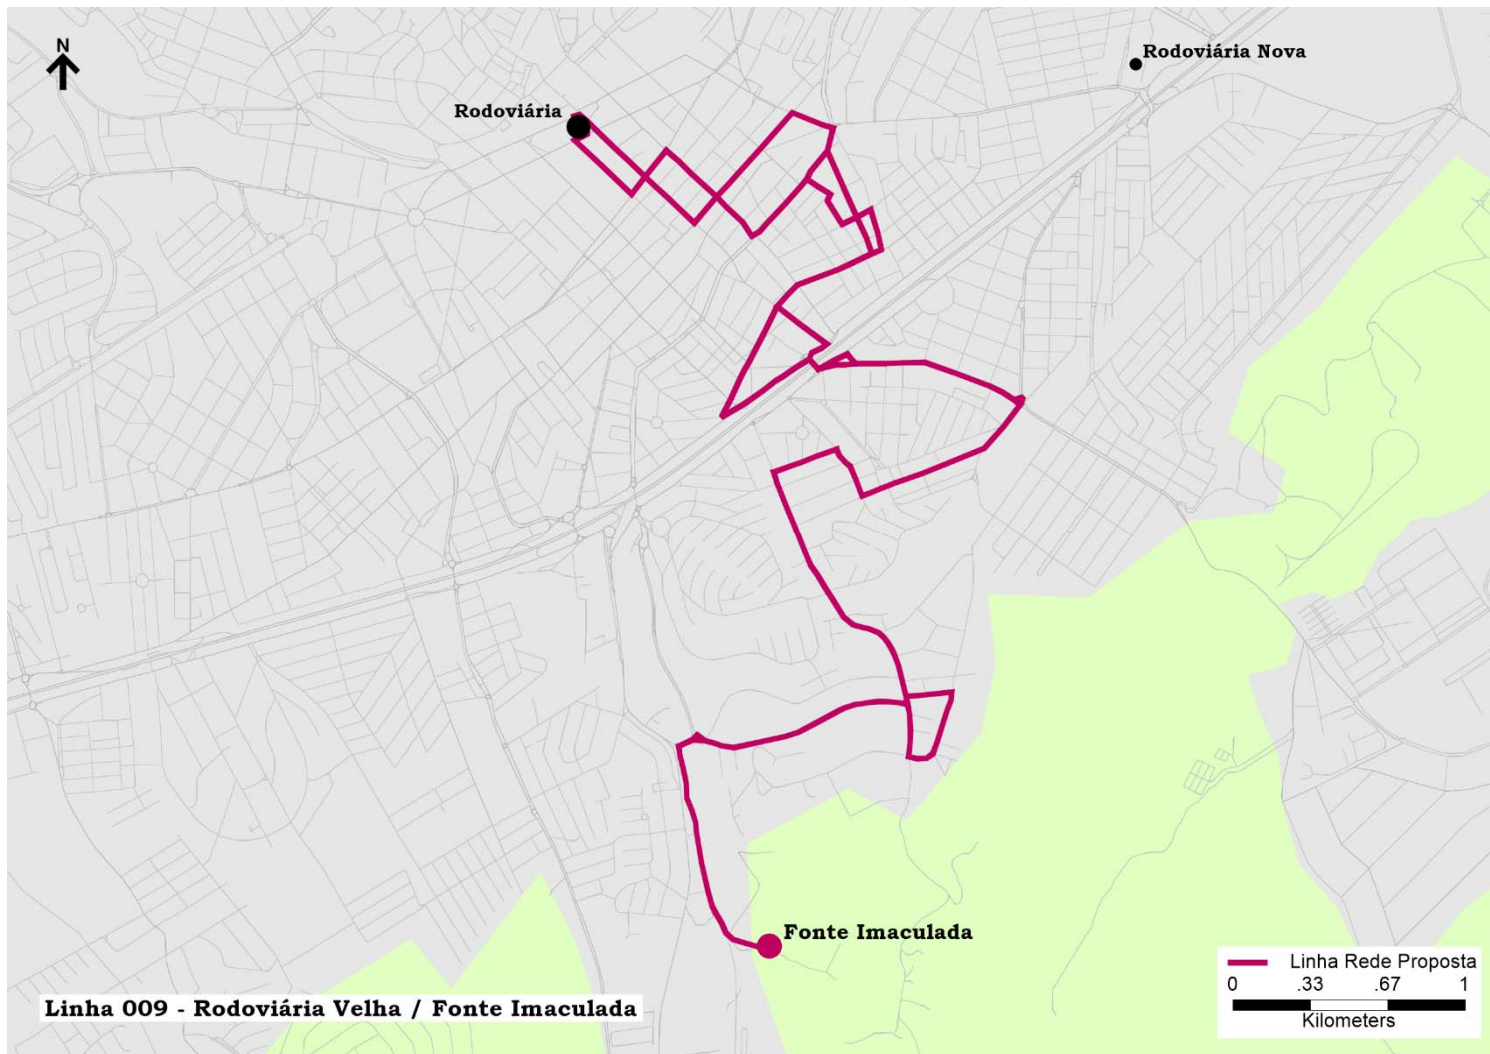 N
Rodoviária Nova
Rodoviária
Fonte Imaculada
Linha Rede Proposta
0 .33 .67 1
Kilometers
Linha 009 - Rodoviária Velha / Fonte Imaculada